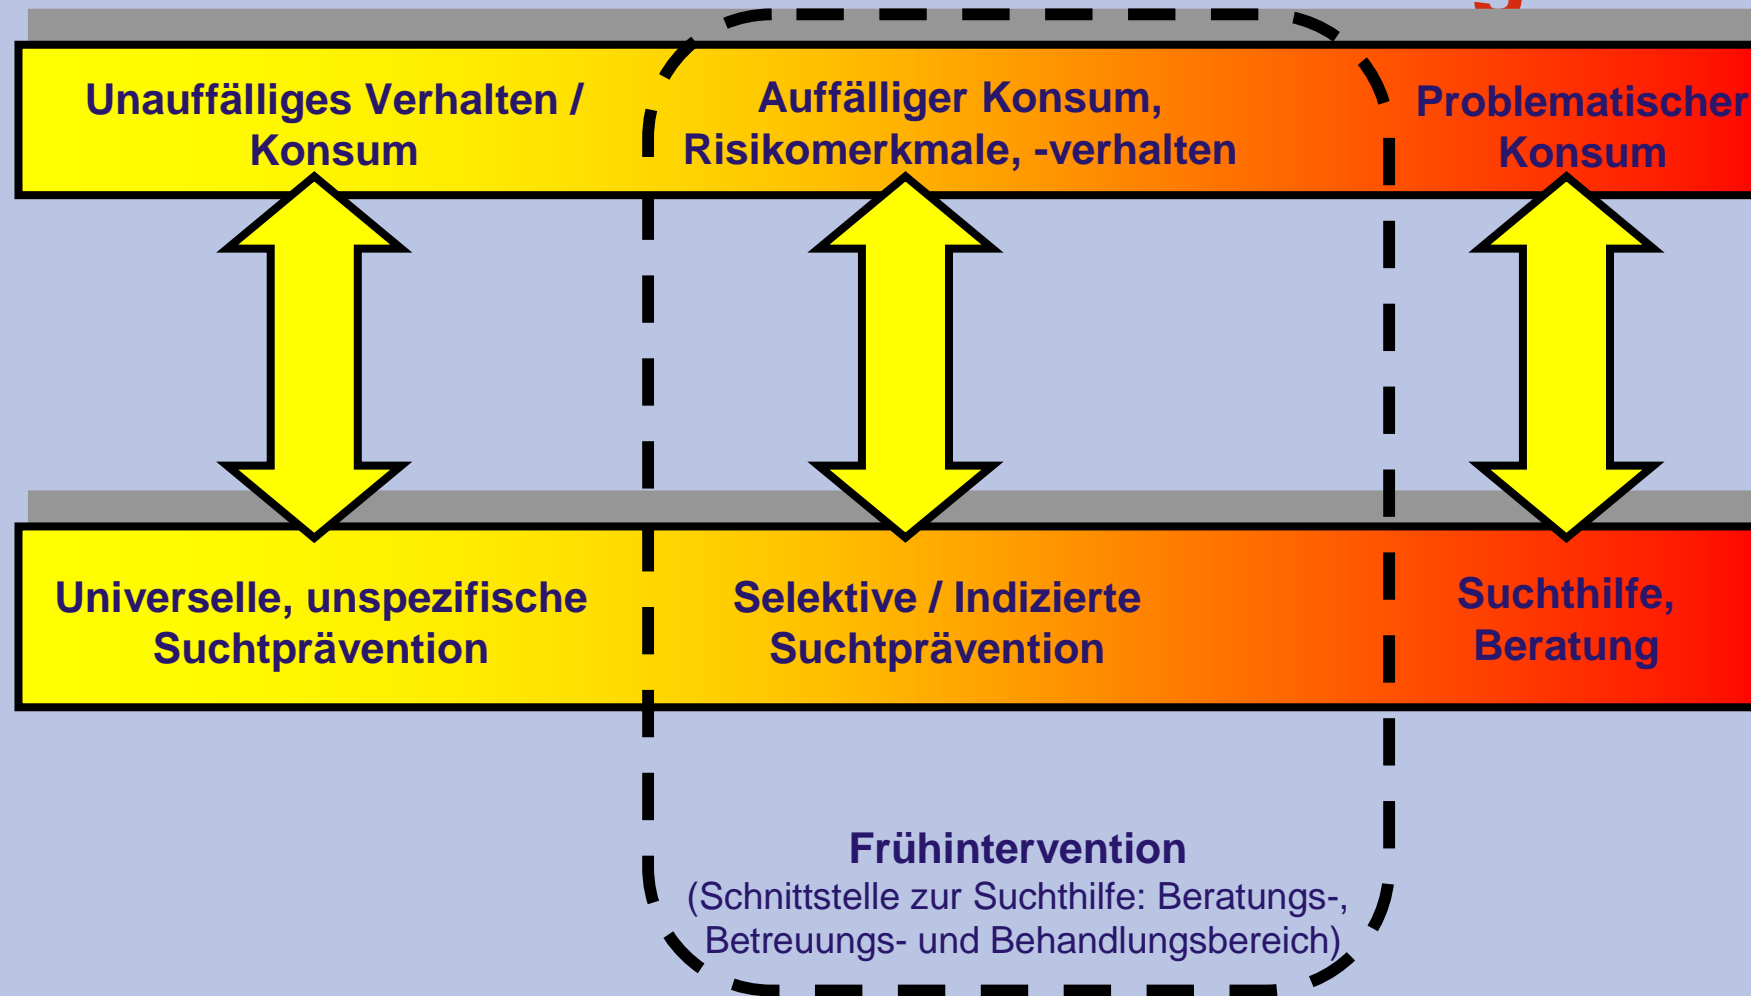 Unauffälliges Verhalten /
Konsum
Auffälliger Konsum,
Risikomerkmale, -verhalten
Problematischer
Konsum
Universelle, unspezifische
Suchtprävention
Selektive / Indizierte
Suchtprävention
Suchthilfe,
Beratung
Frühintervention
(Schnittstelle zur Suchthilfe: Beratungs-,
Betreuungs- und Behandlungsbereich)